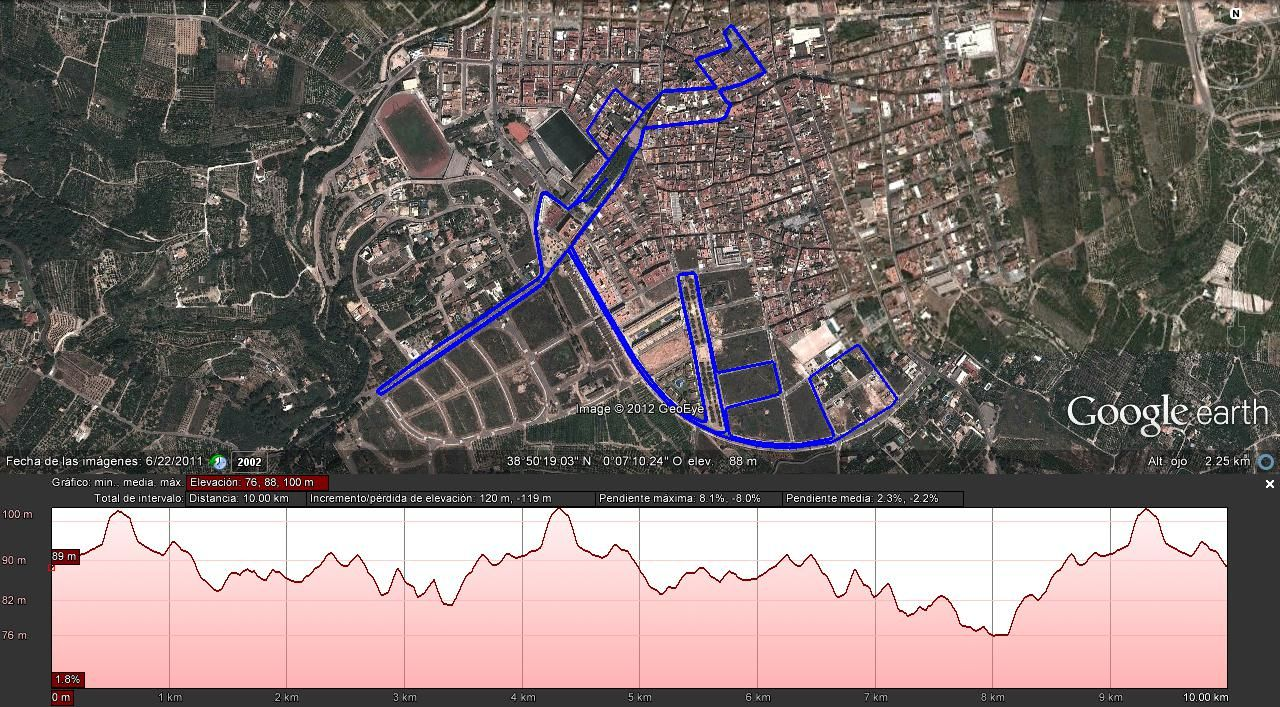 N
Image © 2012 GeoEye
Google earth
Fecha de las imágenes: 6/22/2011 2002 38°50'19.03" N 0°07'10.24" O elev. 88 m Alt. ojo 2.25 km
Gráfico: mín., media, máx. Elevación: 76, 88, 100 m
Total de intervalo: Distancia: 10.00 km Incremento/pérdida de elevación: 120 m, -119 m Pendiente máxima: 8.1%, -8.0% Pendiente media: 2.3%, -2.2%
100 m
90 m
89 m
82 m
76 m
1.8%
0 m 1 km 2 km 3 km 4 km 5 km 6 km 7 km 8 km 9 km 10.00 km